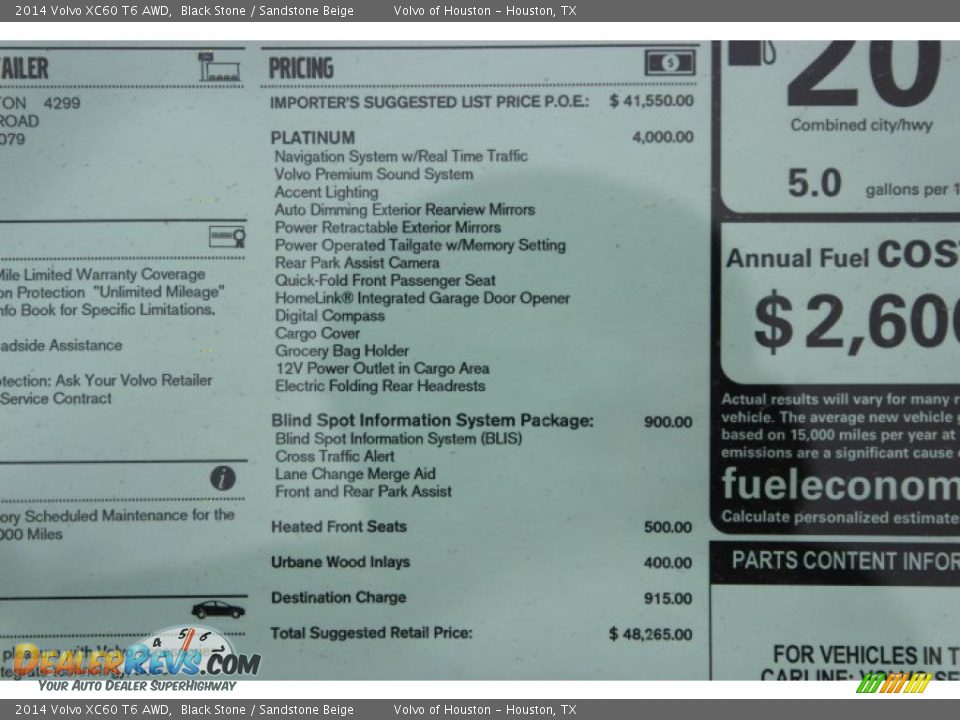 2014 Volvo XC60 T6 AWD, Black Stone / Sandstone Beige Volvo of Houston - Houston, TX
AILER
TON 4299
ROAD
079
Mile Limited Warranty Coverage
on Protection "Unlimited Mileage"
nfo Book for Specific Limitations.
adside Assistance
otection: Ask Your Volvo Retailer
Service Contract
i
ory Scheduled Maintenance for the
000 Miles
PRICING
$
IMPORTER'S SUGGESTED LIST PRICE P.O.E.: $ 41,550.00
PLATINUM 4,000.00
Navigation System w/Real Time Traffic
Volvo Premium Sound System
Accent Lighting
Auto Dimming Exterior Rearview Mirrors
Power Retractable Exterior Mirrors
Power Operated Tailgate w/Memory Setting
Rear Park Assist Camera
Quick-Fold Front Passenger Seat
HomeLink® Integrated Garage Door Opener
Digital Compass
Cargo Cover
Grocery Bag Holder
12V Power Outlet in Cargo Area
Electric Folding Rear Headrests
Blind Spot Information System Package: 900.00
Blind Spot Information System (BLIS)
Cross Traffic Alert
Lane Change Merge Aid
Front and Rear Park Assist
Heated Front Seats 500.00
Urbane Wood Inlays 400.00
Destination Charge 915.00
Total Suggested Retail Price: $ 48,265.00
20
Combined city/hwy
5.0 gallons per 1
Annual Fuel COST
$2,600
Actual results will vary for many r
vehicle. The average new vehicle g
based on 15,000 miles per year at
emissions are a significant cause
fueleconom
Calculate personalized estimate
PARTS CONTENT INFOR
FOR VEHICLES IN T
4 5 6 7
DEALERREVS.COM
YOUR AUTO DEALER SUPERHIGHWAY
2014 Volvo XC60 T6 AWD, Black Stone / Sandstone Beige Volvo of Houston - Houston, TX